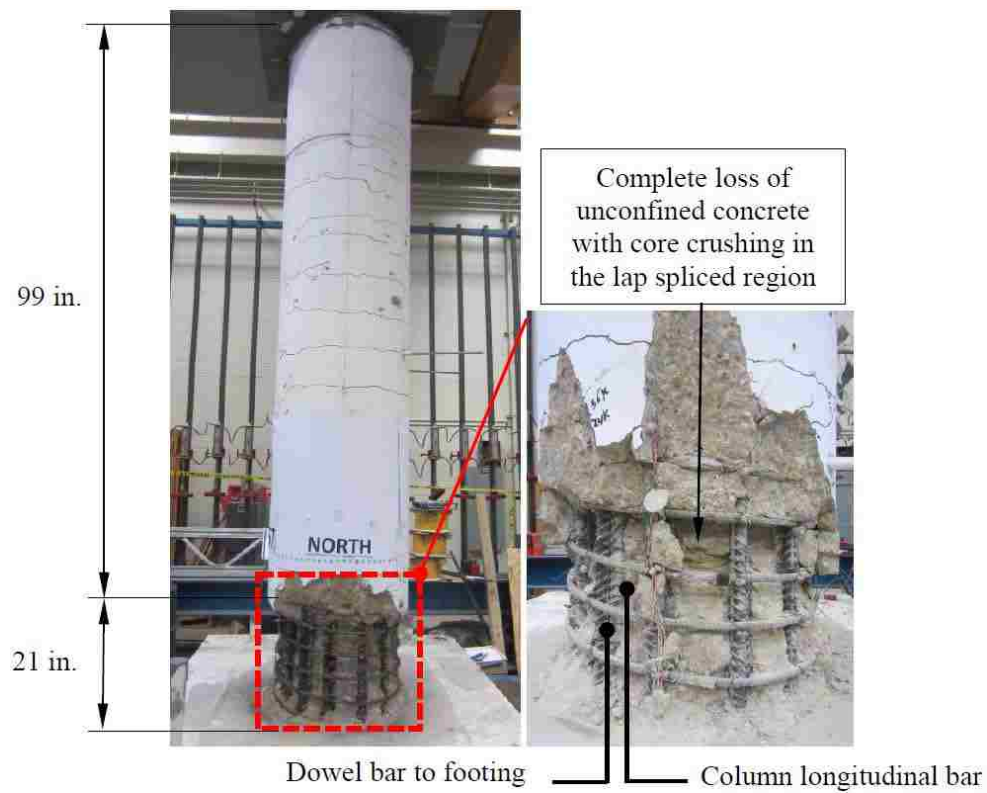 99 in.
21 in.
NORTH
Complete loss of
unconfined concrete
with core crushing in
the lap spliced region
Dowel bar to footing
Column longitudinal bar